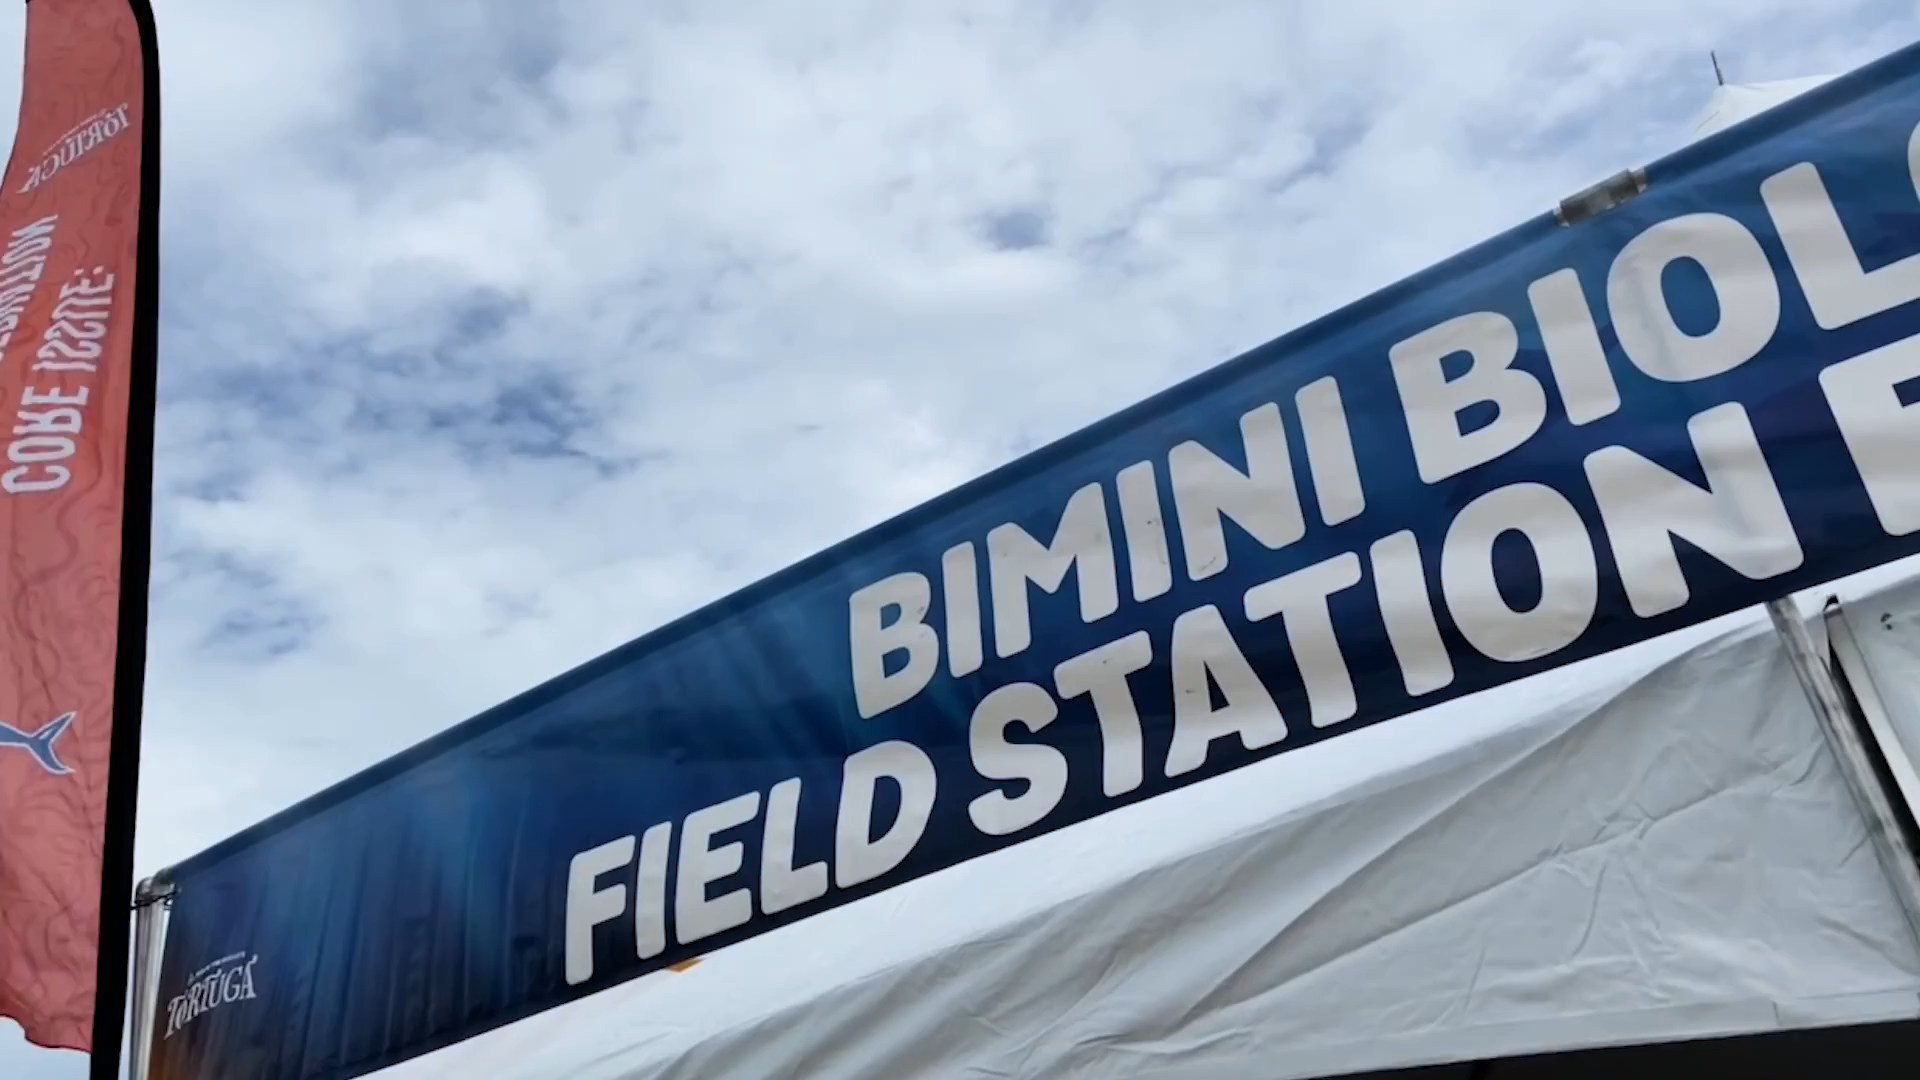 TORTUGA
CORE ISSUE:
BIMINI BIOL
FIELD STATION
TORTUGA